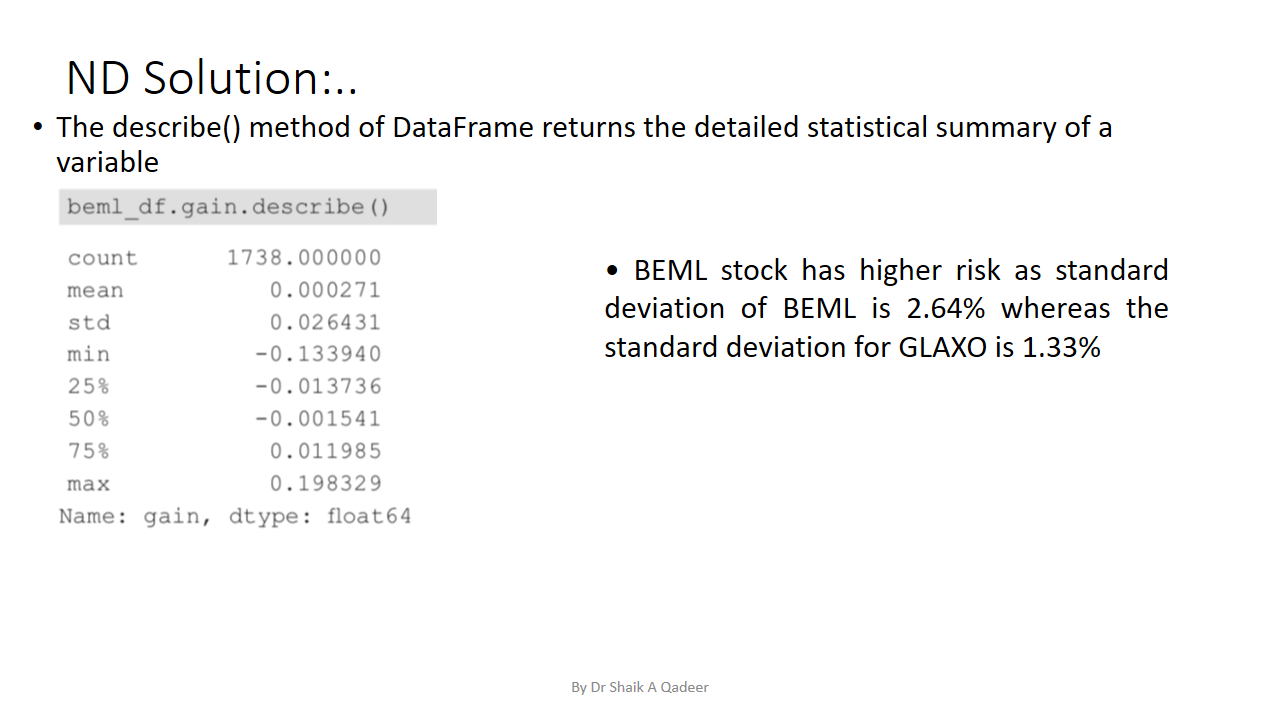 ND Solution:..
• The describe() method of DataFrame returns the detailed statistical summary of a
variable
beml_df.gain.describe()
count 1738.000000
mean 0.000271
std 0.026431
min -0.133940
25% -0.013736
50% -0.001541
75% 0.011985
max 0.198329
Name: gain, dtype: float64
• BEML stock has higher risk as standard
deviation of BEML is 2.64% whereas the
standard deviation for GLAXO is 1.33%
By Dr Shaik A Qadeer